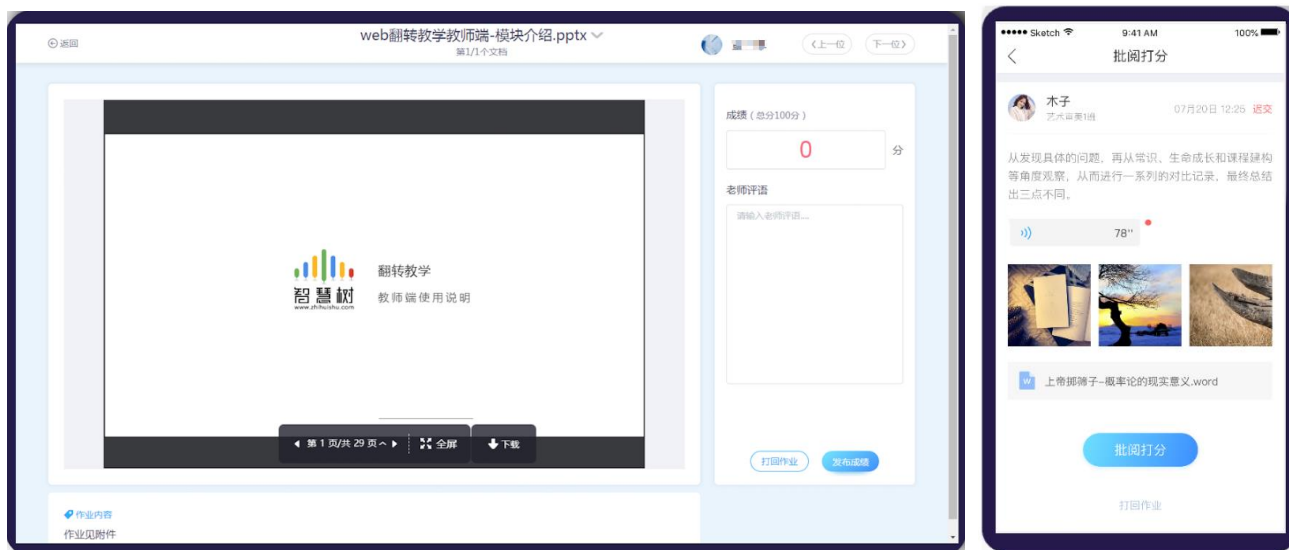 返回
web翻转教学教师端-模块介绍.pptx
第1/1个文档
《上一位
下一位》
成绩（总分100分）
0
分
老师评语
请输入老师评语...
智慧树
www.zhihuishu.com
翻转教学
教师端使用说明
第 1 页/共 29 页
全屏
下载
打回作业
发布成绩
作业内容
作业见附件
Sketch
9:41 AM
100%
批阅打分
木子
艺术审美1班
07月20日 12:25 迟交
从发现具体的问题，再从常识、生命成长和课程建构
等角度观察，从而进行一系列的对比记录，最终总结
出三点不同。
78''
W
上帝掷筛子-概率论的现实意义.word
批阅打分
打回作业